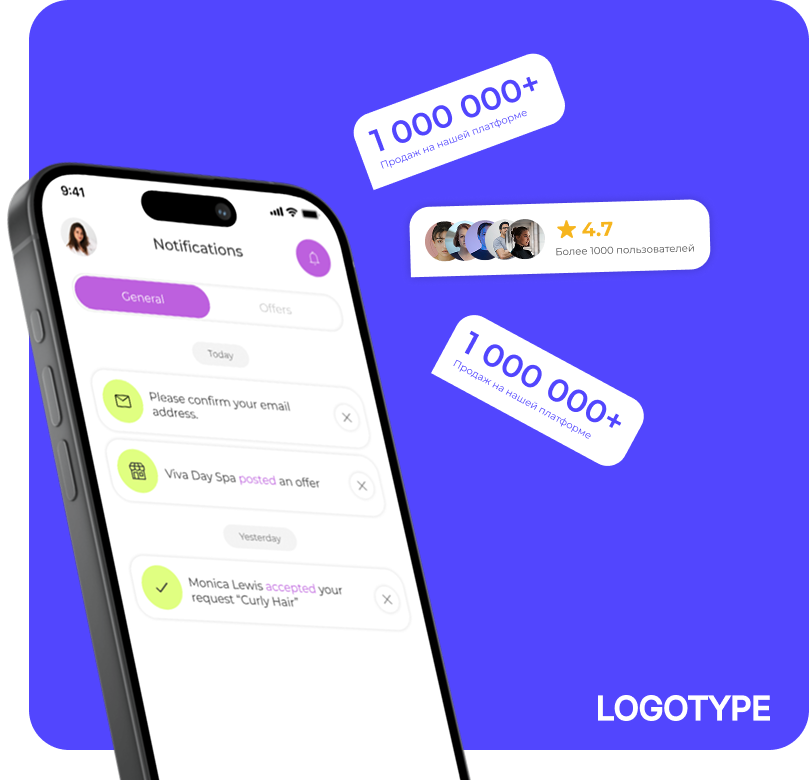 1 000 000+
Продаж на нашей платформе
9:41
4.7
Более 1000 пользователей
Notifications
General
Offers
Today
1 000 000+
Продаж на нашей платформе
Please confirm your email
address.
Viva Day Spa posted an offer
Yesterday
Monica Lewis accepted your
request "Curly Hair"
LOGOTYPE